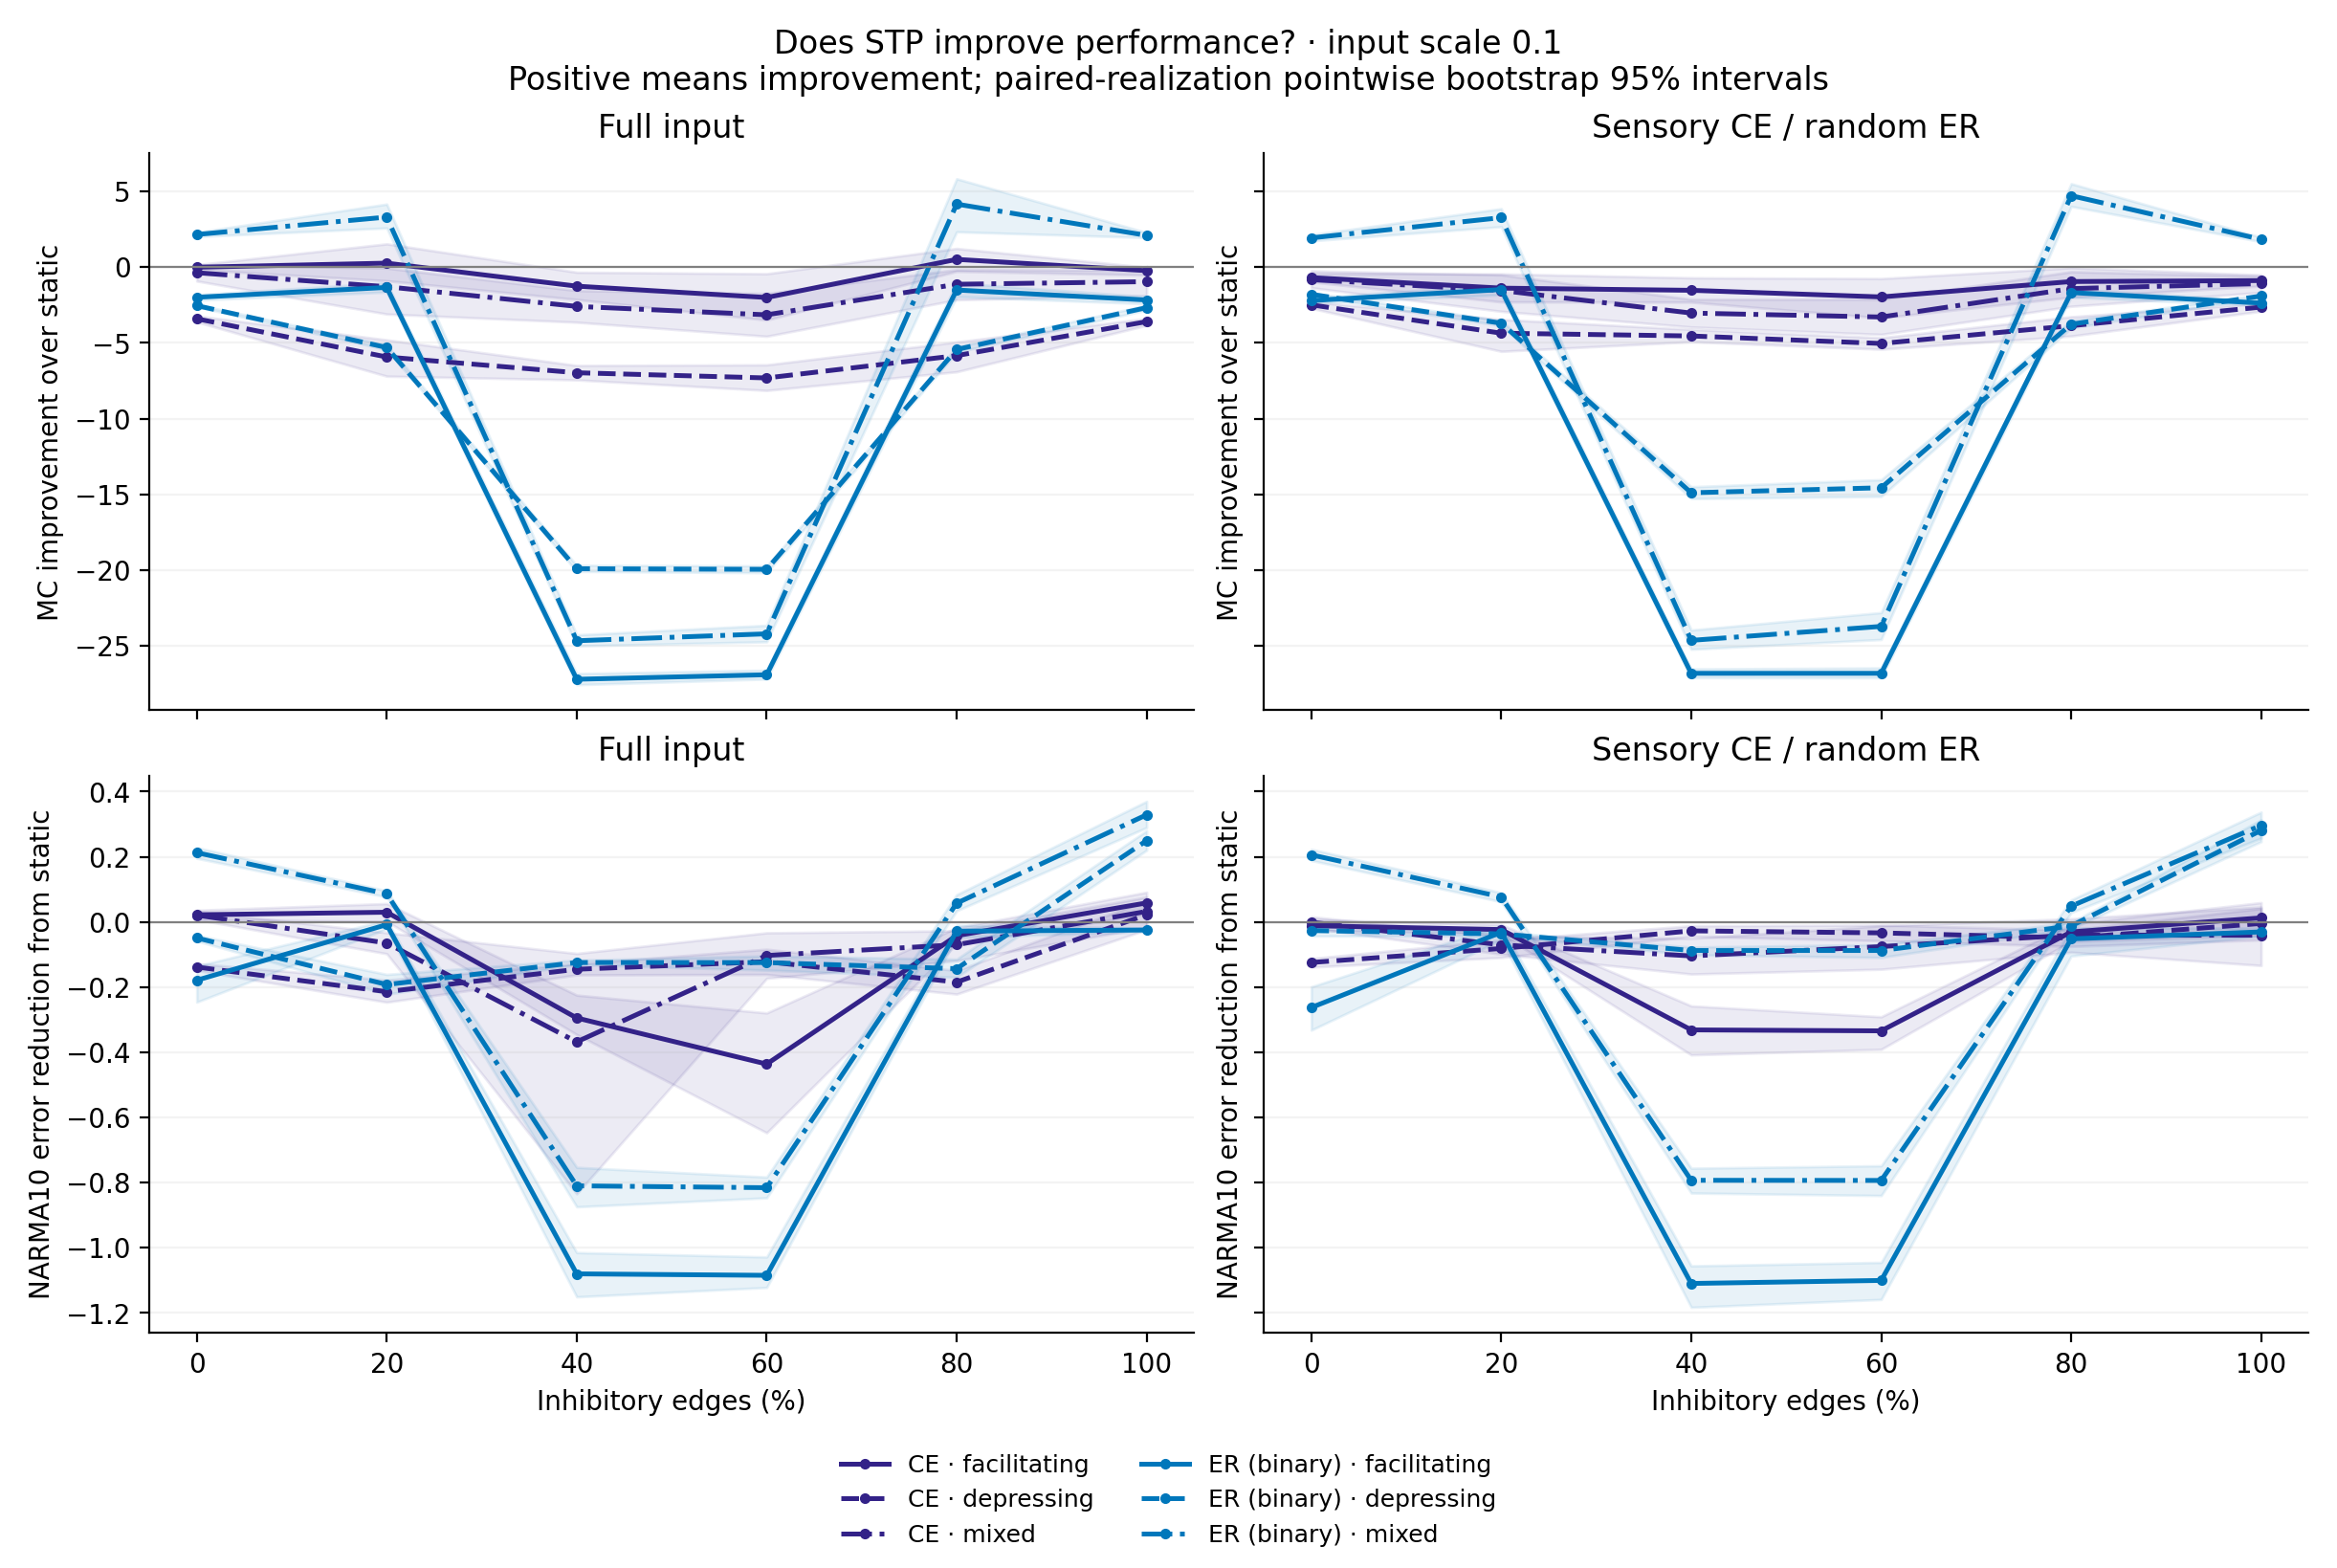 Does STP improve performance? · input scale 0.1
Positive means improvement; paired-realization pointwise bootstrap 95% intervals
Full input
Sensory CE / random ER
MC improvement over static
5
0
−5
−10
−15
−20
−25
MC improvement over static
Full input
Sensory CE / random ER
NARMA10 error reduction from static
0.4
0.2
0.0
−0.2
−0.4
−0.6
−0.8
−1.0
−1.2
NARMA10 error reduction from static
0 20 40 60 80 100
0 20 40 60 80 100
Inhibitory edges (%)
Inhibitory edges (%)
CE · facilitating
CE · depressing
CE · mixed
ER (binary) · facilitating
ER (binary) · depressing
ER (binary) · mixed